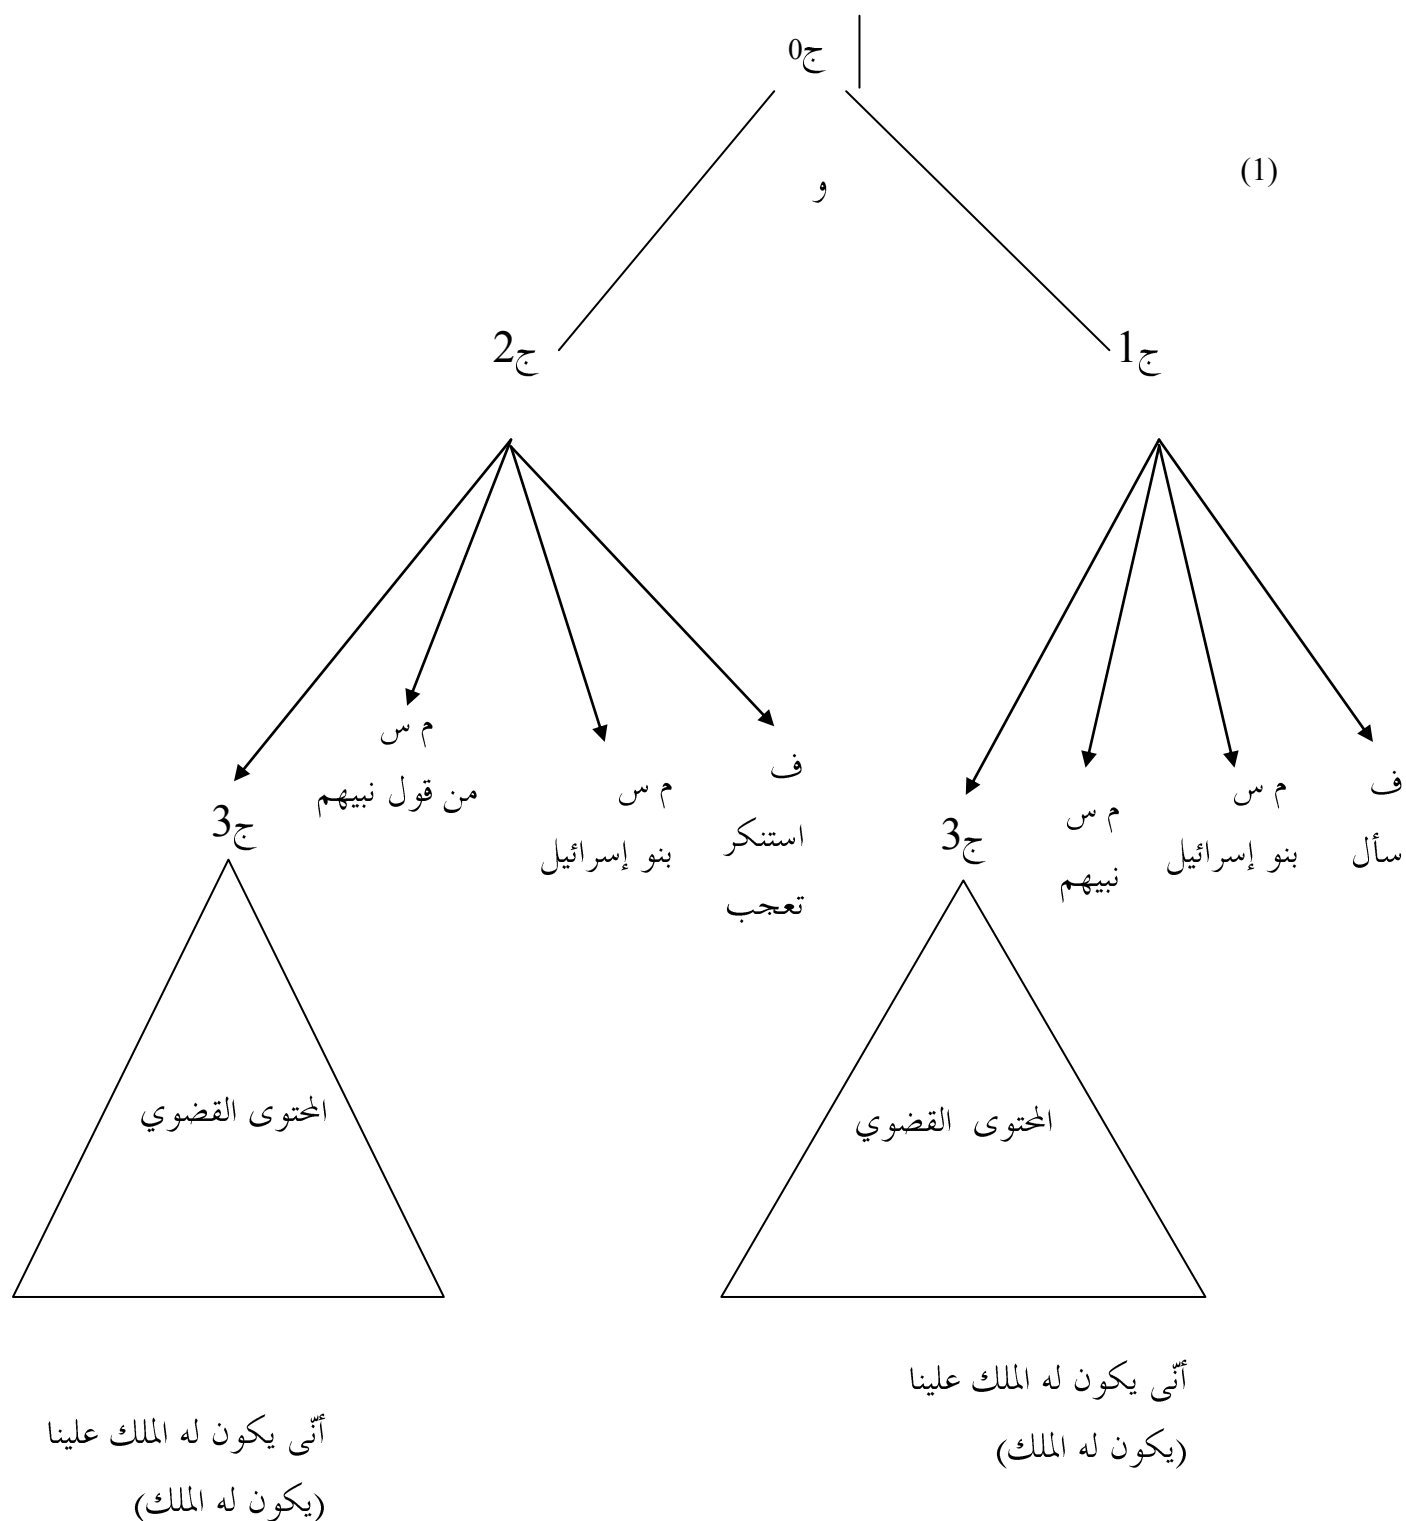 ج0
(1)
و
ج1
ج2
ف
سأل
م س
بنو إسرائيل
م س
نبيهم
ج3
ف
استنكر
تعجب
م س
بنو إسرائيل
م س
من قول نبيهم
ج3
المحتوى القضوي
المحتوى القضوي
أنّى يكون له الملك علينا
(يكون له الملك)
أنّى يكون له الملك علينا
(يكون له الملك)